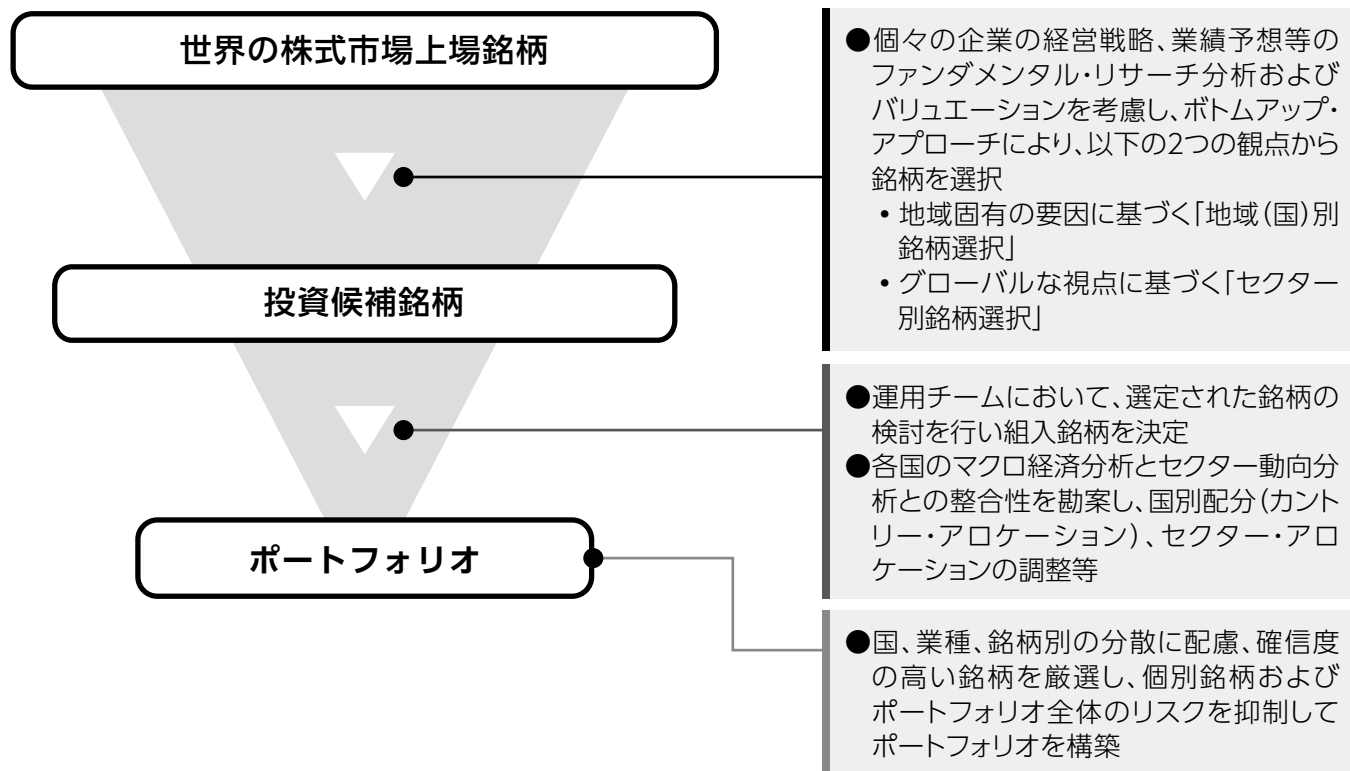 世界の株式市場上場銘柄
●個々の企業の経営戦略、業績予想等の
ファンダメンタル・リサーチ分析および
バリュエーションを考慮し、ボトムアップ・
アプローチにより、以下の2つの観点から
銘柄を選択
・地域固有の要因に基づく「地域(国)別
銘柄選択」
・グローバルな視点に基づく「セクター
別銘柄選択」
投資候補銘柄
●運用チームにおいて、選定された銘柄の
検討を行い組入銘柄を決定
●各国のマクロ経済分析とセクター動向分
析との整合性を勘案し、国別配分(カント
リー・アロケーション)、セクター・アロ
ケーションの調整等
ポートフォリオ
●国、業種、銘柄別の分散に配慮、確信度
の高い銘柄を厳選し、個別銘柄および
ポートフォリオ全体のリスクを抑制して
ポートフォリオを構築